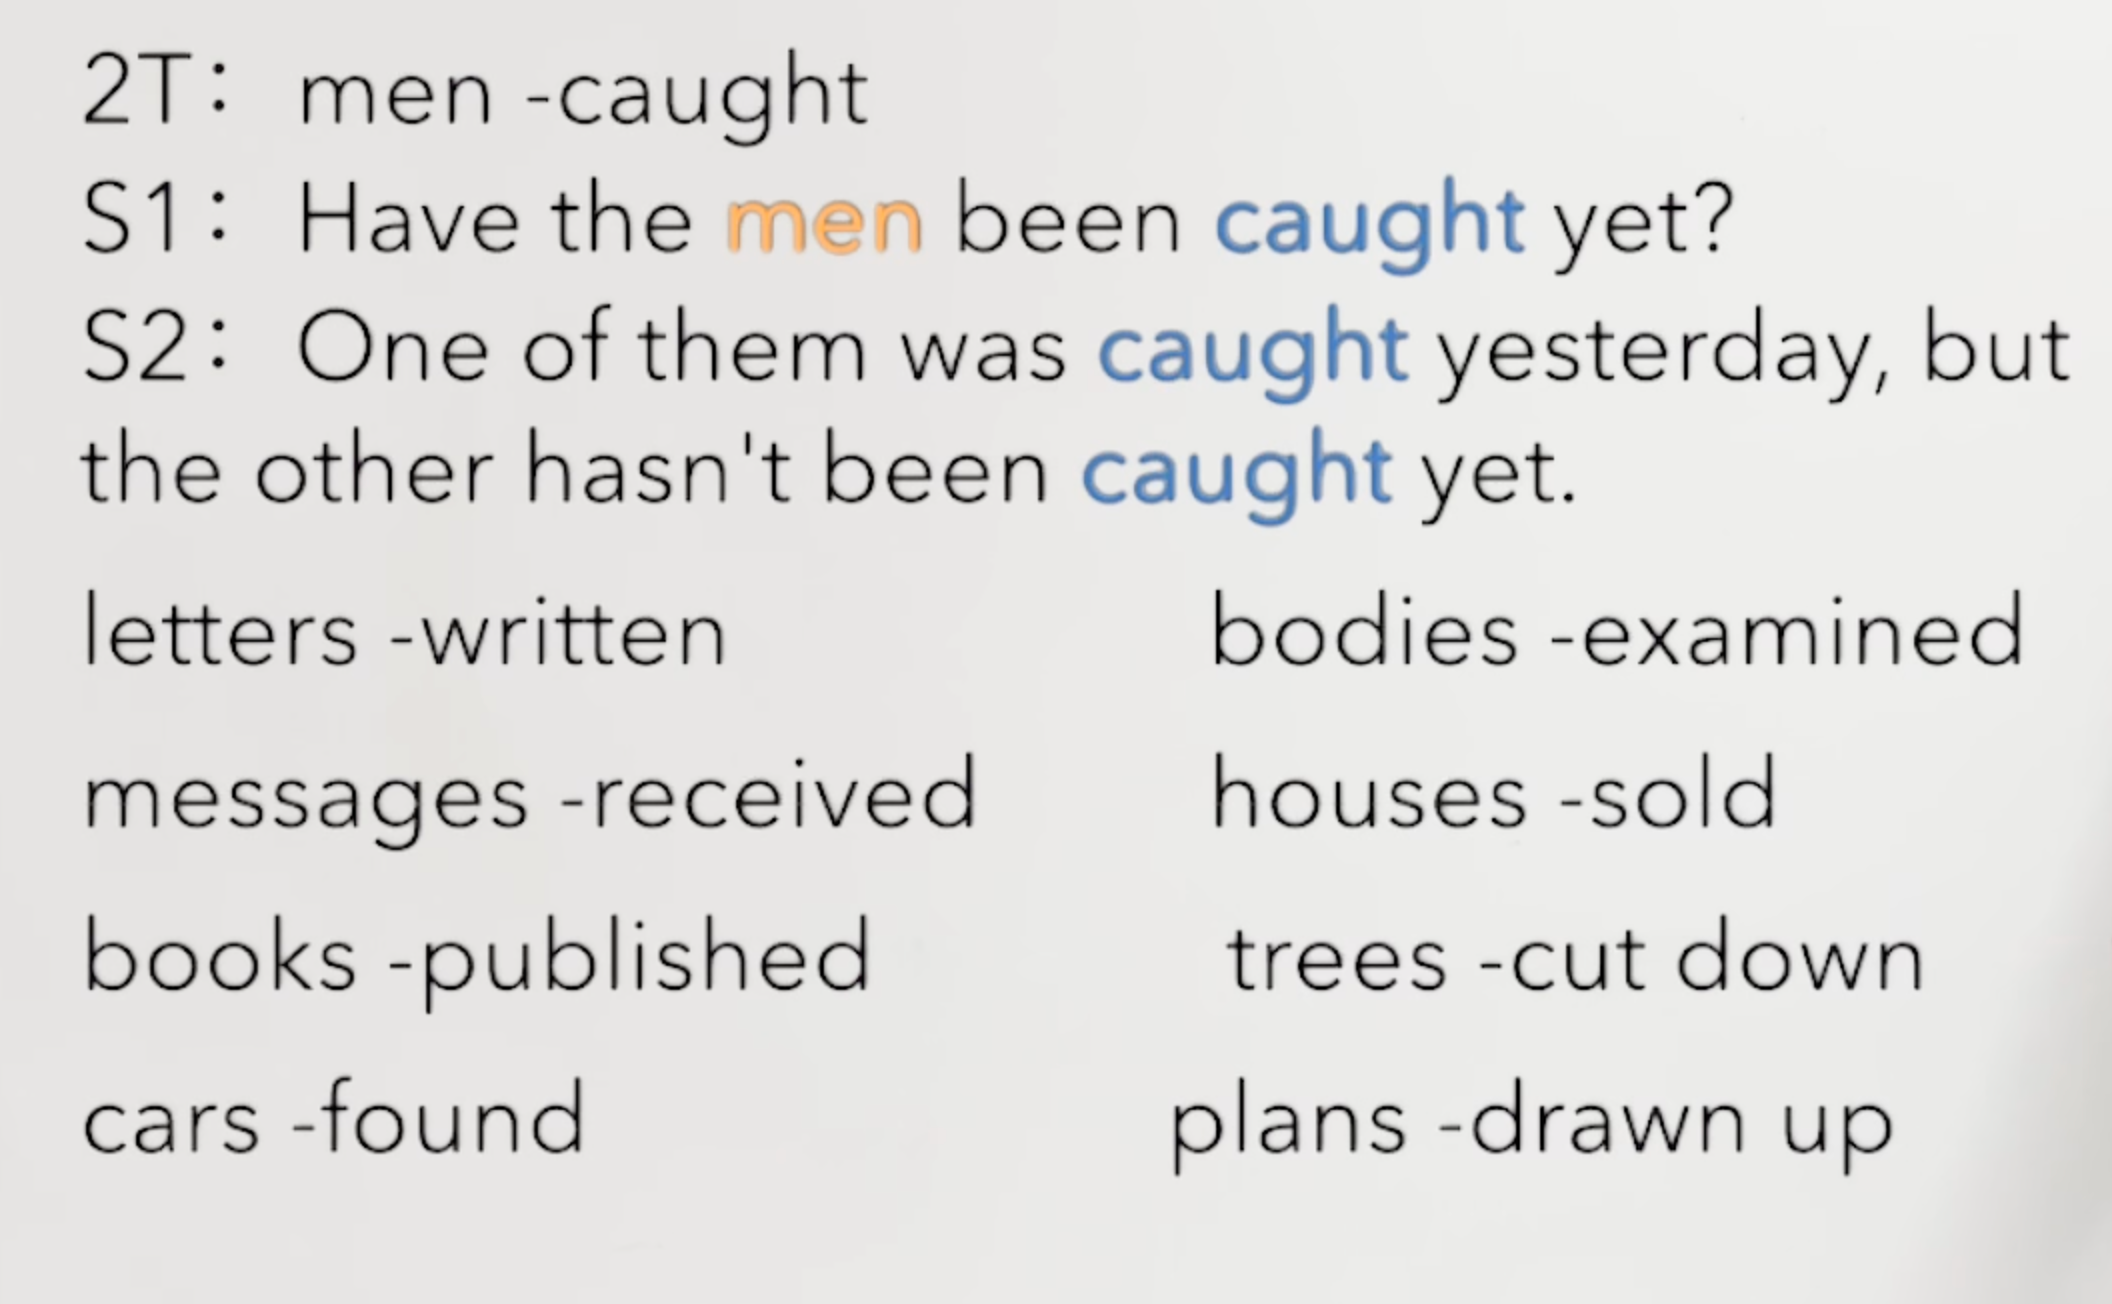 2T: men -caught
S1: Have the men been caught yet?
S2: One of them was caught yesterday, but
the other hasn't been caught yet.
letters -written bodies -examined
messages -received houses -sold
books -published trees -cut down
cars -found plans -drawn up